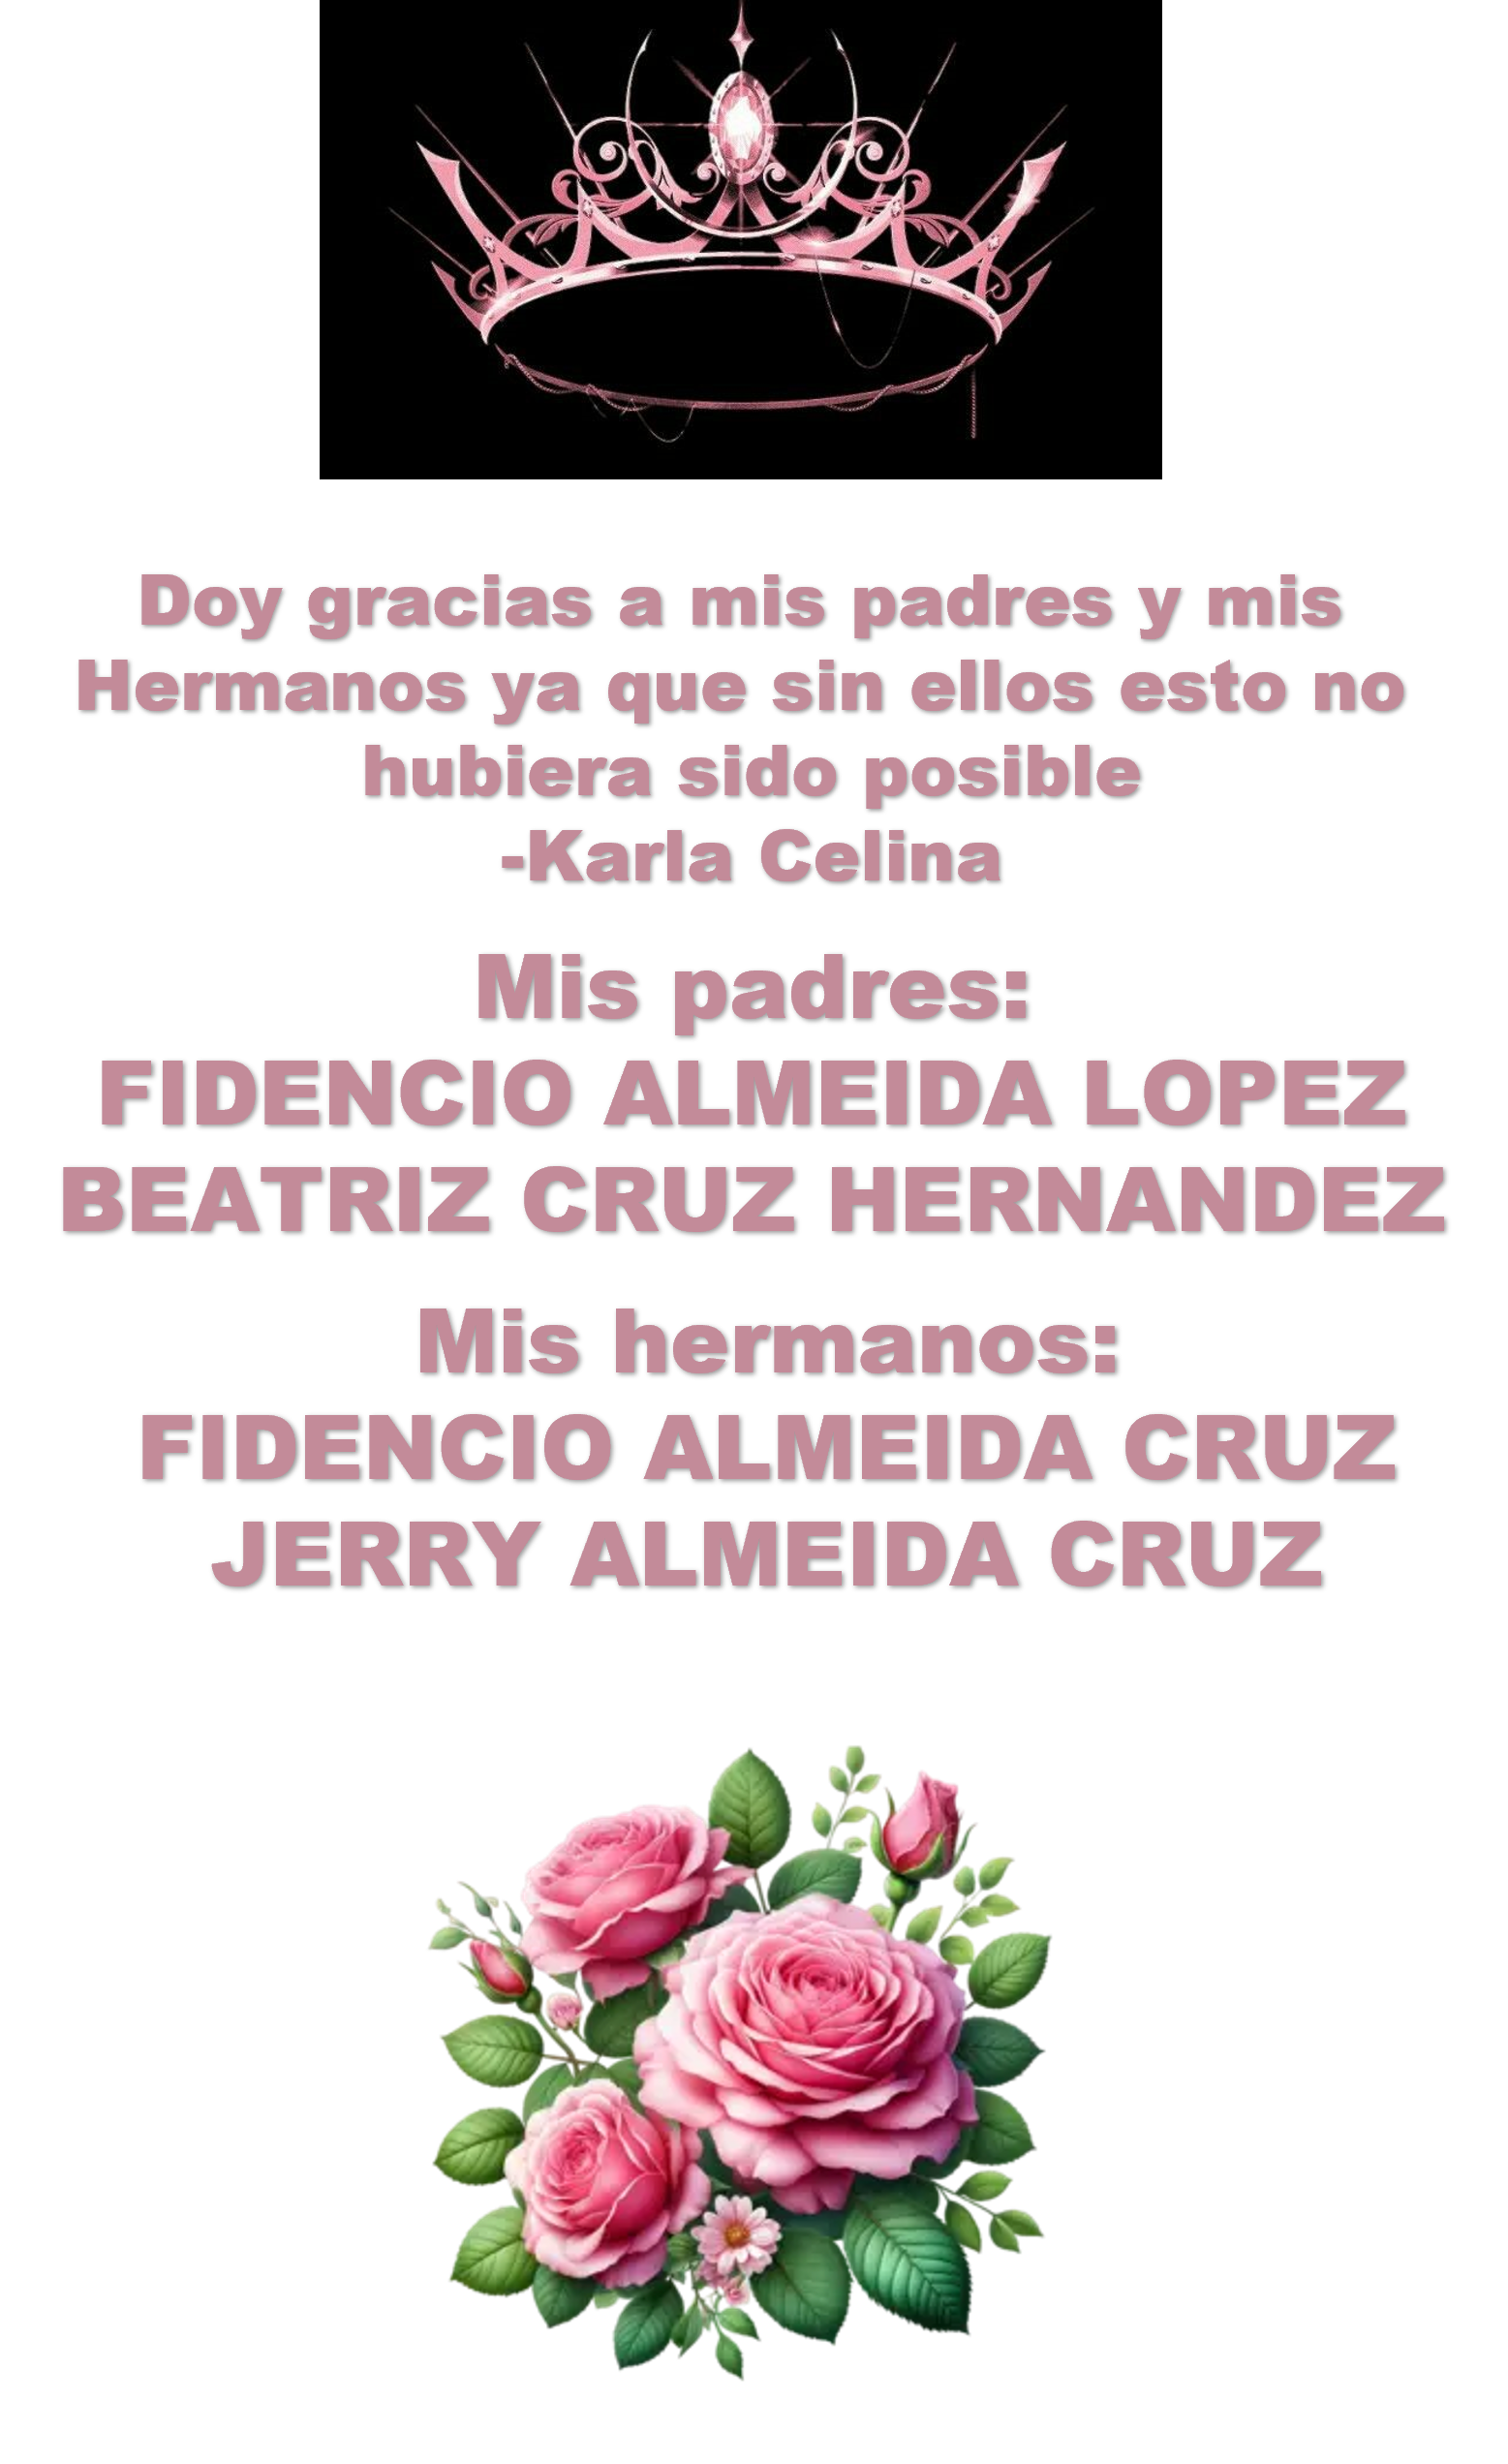 Doy gracias a mis padres y mis
Hermanos ya que sin ellos esto no
hubiera sido posible
-Karla Celina
Mis padres:
FIDENCIO ALMEIDA LOPEZ
BEATRIZ CRUZ HERNANDEZ
Mis hermanos:
FIDENCIO ALMEIDA CRUZ
JERRY ALMEIDA CRUZ